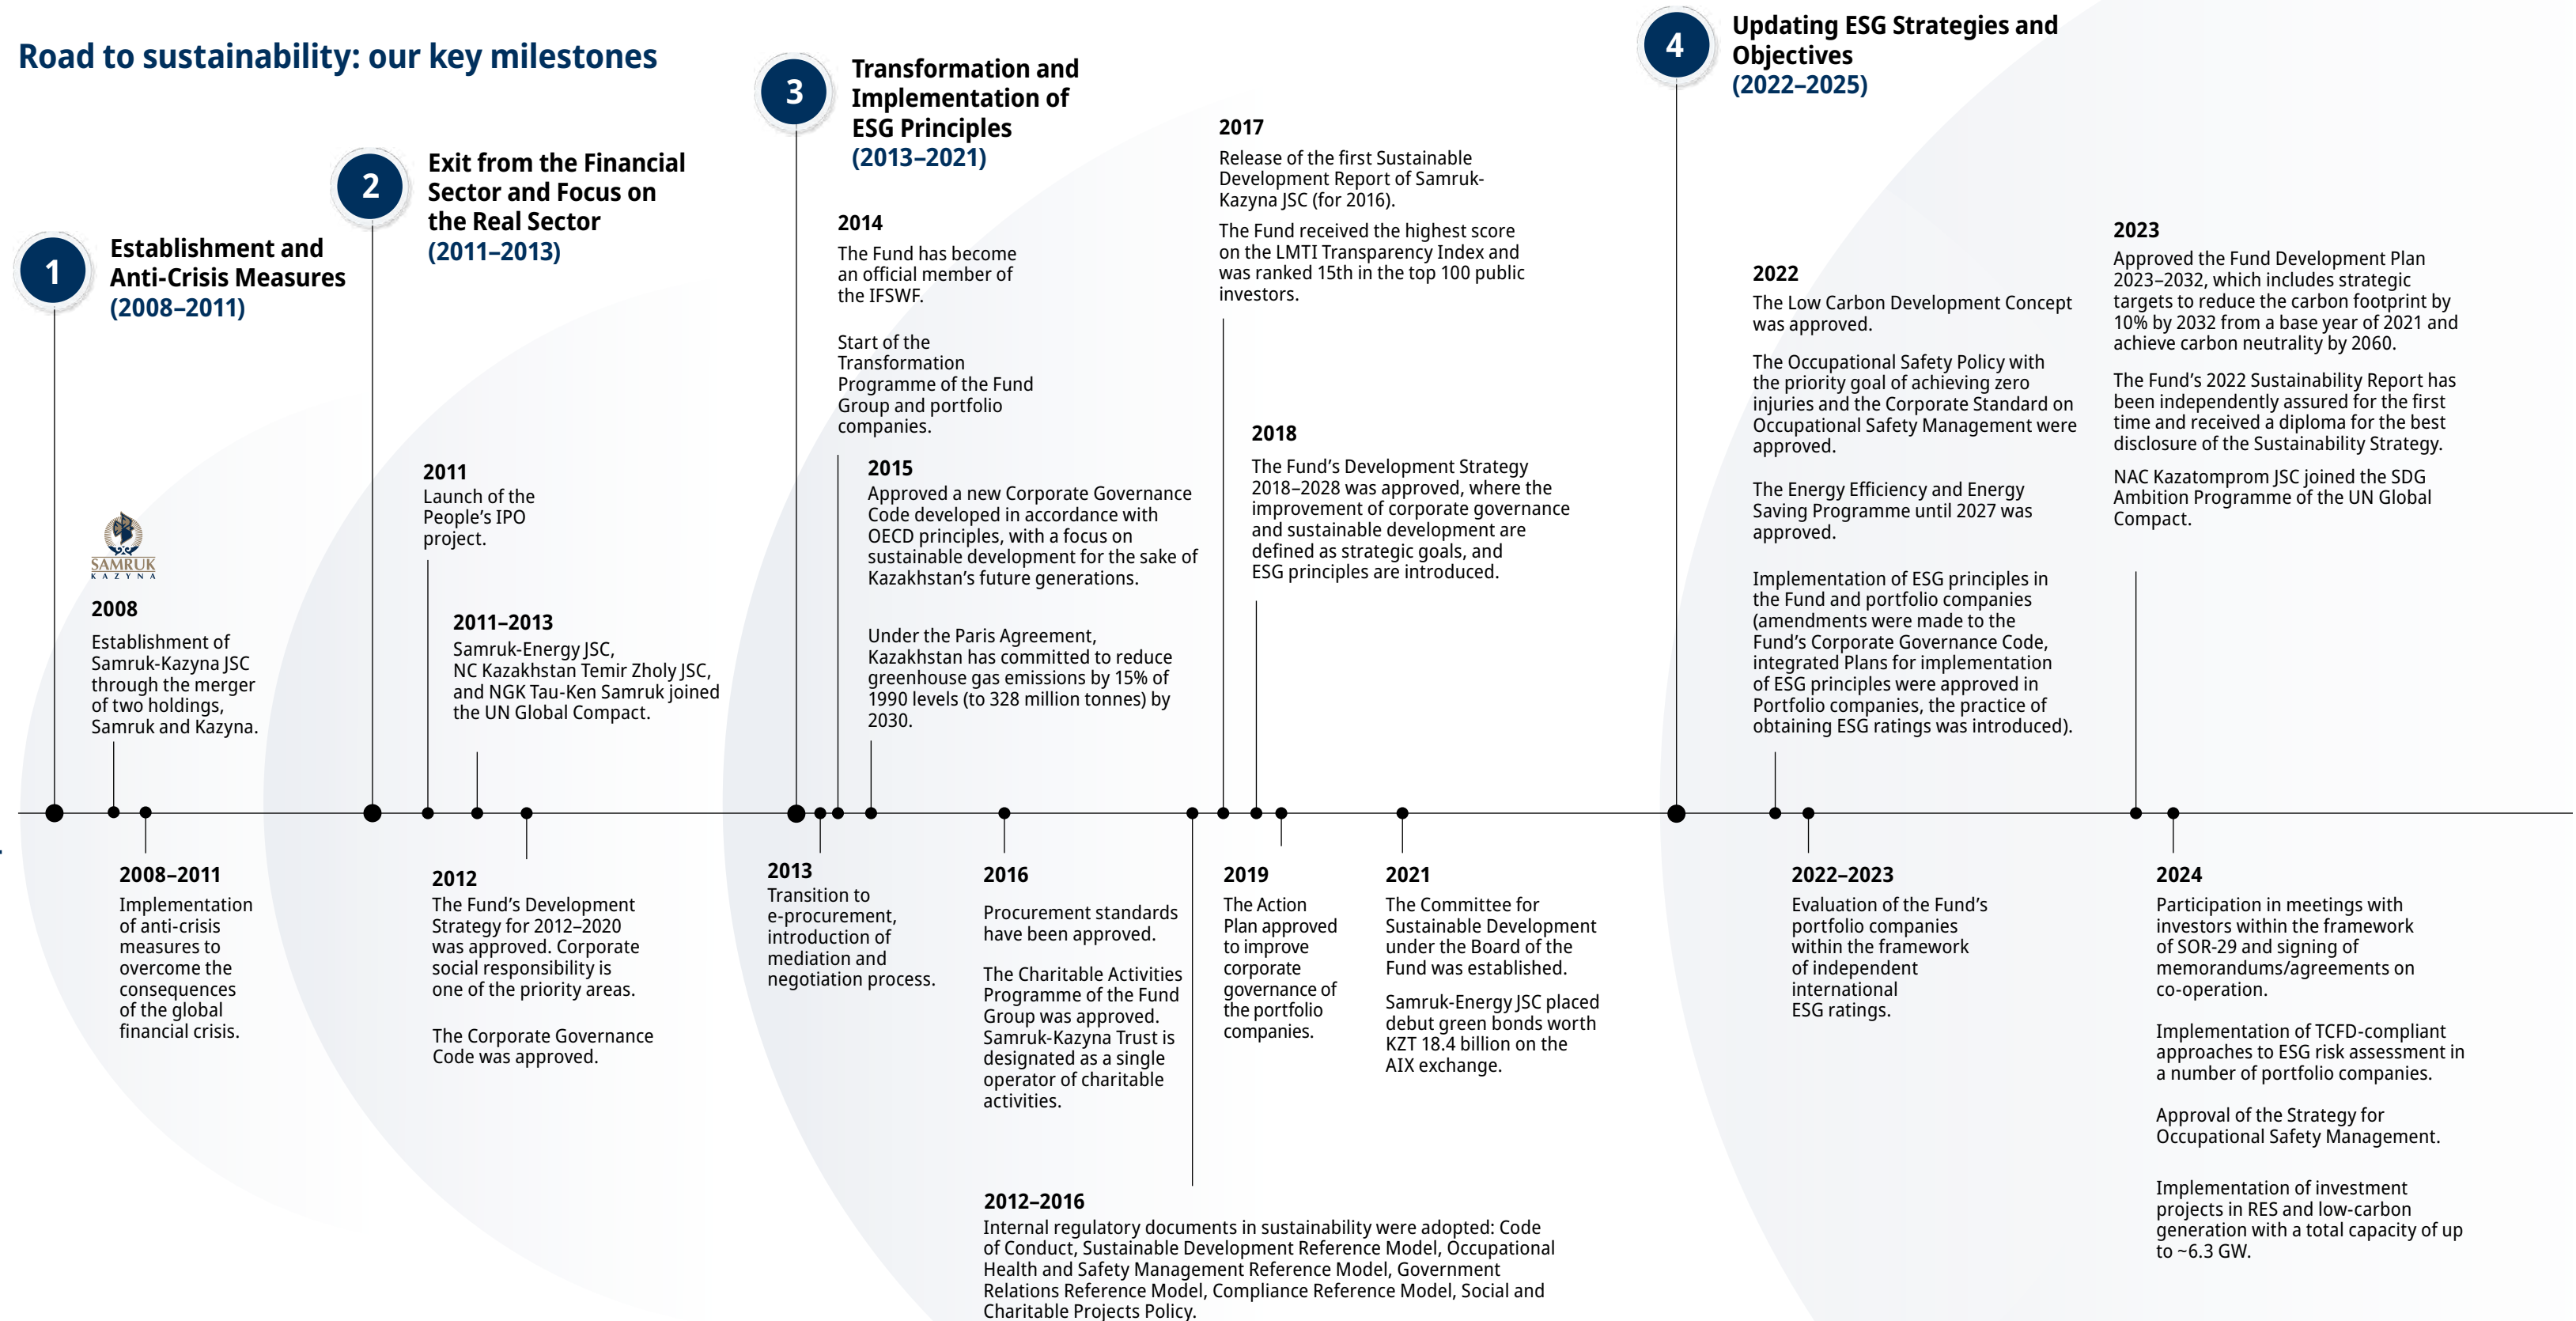 Road to sustainability: our key milestones
1
Establishment and
Anti-Crisis Measures
(2008–2011)
SAMRUK
KAZYNA
2008
Establishment of
Samruk-Kazyna JSC
through the merger
of two holdings,
Samruk and Kazyna.
2008–2011
Implementation
of anti-crisis
measures to
overcome the
consequences
of the global
financial crisis.
2
Exit from the Financial
Sector and Focus on
the Real Sector
(2011–2013)
2011
Launch of the
People’s IPO
project.
2011–2013
Samruk-Energy JSC,
NC Kazakhstan Temir Zholy JSC,
and NGK Tau-Ken Samruk joined
the UN Global Compact.
2012
The Fund’s Development
Strategy for 2012–2020
was approved. Corporate
social responsibility is
one of the priority areas.
The Corporate Governance
Code was approved.
3
Transformation and
Implementation of
ESG Principles
(2013–2021)
2013
Transition to
e-procurement,
introduction of
mediation and
negotiation process.
2014
The Fund has become
an official member of
the IFSWF.
Start of the
Transformation
Programme of the Fund
Group and portfolio
companies.
2015
Approved a new Corporate Governance
Code developed in accordance with
OECD principles, with a focus on
sustainable development for the sake of
Kazakhstan’s future generations.
Under the Paris Agreement,
Kazakhstan has committed to reduce
greenhouse gas emissions by 15% of
1990 levels (to 328 million tonnes) by
2030.
2016
Procurement standards
have been approved.
The Charitable Activities
Programme of the Fund
Group was approved.
Samruk-Kazyna Trust is
designated as a single
operator of charitable
activities.
2012–2016
Internal regulatory documents in sustainability were adopted: Code
of Conduct, Sustainable Development Reference Model, Occupational
Health and Safety Management Reference Model, Government
Relations Reference Model, Compliance Reference Model, Social and
Charitable Projects Policy.
2017
Release of the first Sustainable
Development Report of Samruk-
Kazyna JSC (for 2016).
The Fund received the highest score
on the LMTI Transparency Index and
was ranked 15th in the top 100 public
investors.
2018
The Fund’s Development Strategy
2018–2028 was approved, where the
improvement of corporate governance
and sustainable development are
defined as strategic goals, and
ESG principles are introduced.
2019
The Action
Plan approved
to improve
corporate
governance of
the portfolio
companies.
2021
The Committee for
Sustainable Development
under the Board of the
Fund was established.
Samruk-Energy JSC placed
debut green bonds worth
KZT 18.4 billion on the
AIX exchange.
4
Updating ESG Strategies and
Objectives
(2022–2025)
2022
The Low Carbon Development Concept
was approved.
The Occupational Safety Policy with
the priority goal of achieving zero
injuries and the Corporate Standard on
Occupational Safety Management were
approved.
The Energy Efficiency and Energy
Saving Programme until 2027 was
approved.
Implementation of ESG principles in
the Fund and portfolio companies
(amendments were made to the
Fund’s Corporate Governance Code,
integrated Plans for implementation
of ESG principles were approved in
Portfolio companies, the practice of
obtaining ESG ratings was introduced).
2022–2023
Evaluation of the Fund’s
portfolio companies
within the framework
of independent
international
ESG ratings.
2023
Approved the Fund Development Plan
2023–2032, which includes strategic
targets to reduce the carbon footprint by
10% by 2032 from a base year of 2021 and
achieve carbon neutrality by 2060.
The Fund’s 2022 Sustainability Report has
been independently assured for the first
time and received a diploma for the best
disclosure of the Sustainability Strategy.
NAC Kazatomprom JSC joined the SDG
Ambition Programme of the UN Global
Compact.
2024
Participation in meetings with
investors within the framework
of SOR-29 and signing of
memorandums/agreements on
co-operation.
Implementation of TCFD-compliant
approaches to ESG risk assessment in
a number of portfolio companies.
Approval of the Strategy for
Occupational Safety Management.
Implementation of investment
projects in RES and low-carbon
generation with a total capacity of up
to ~6.3 GW.